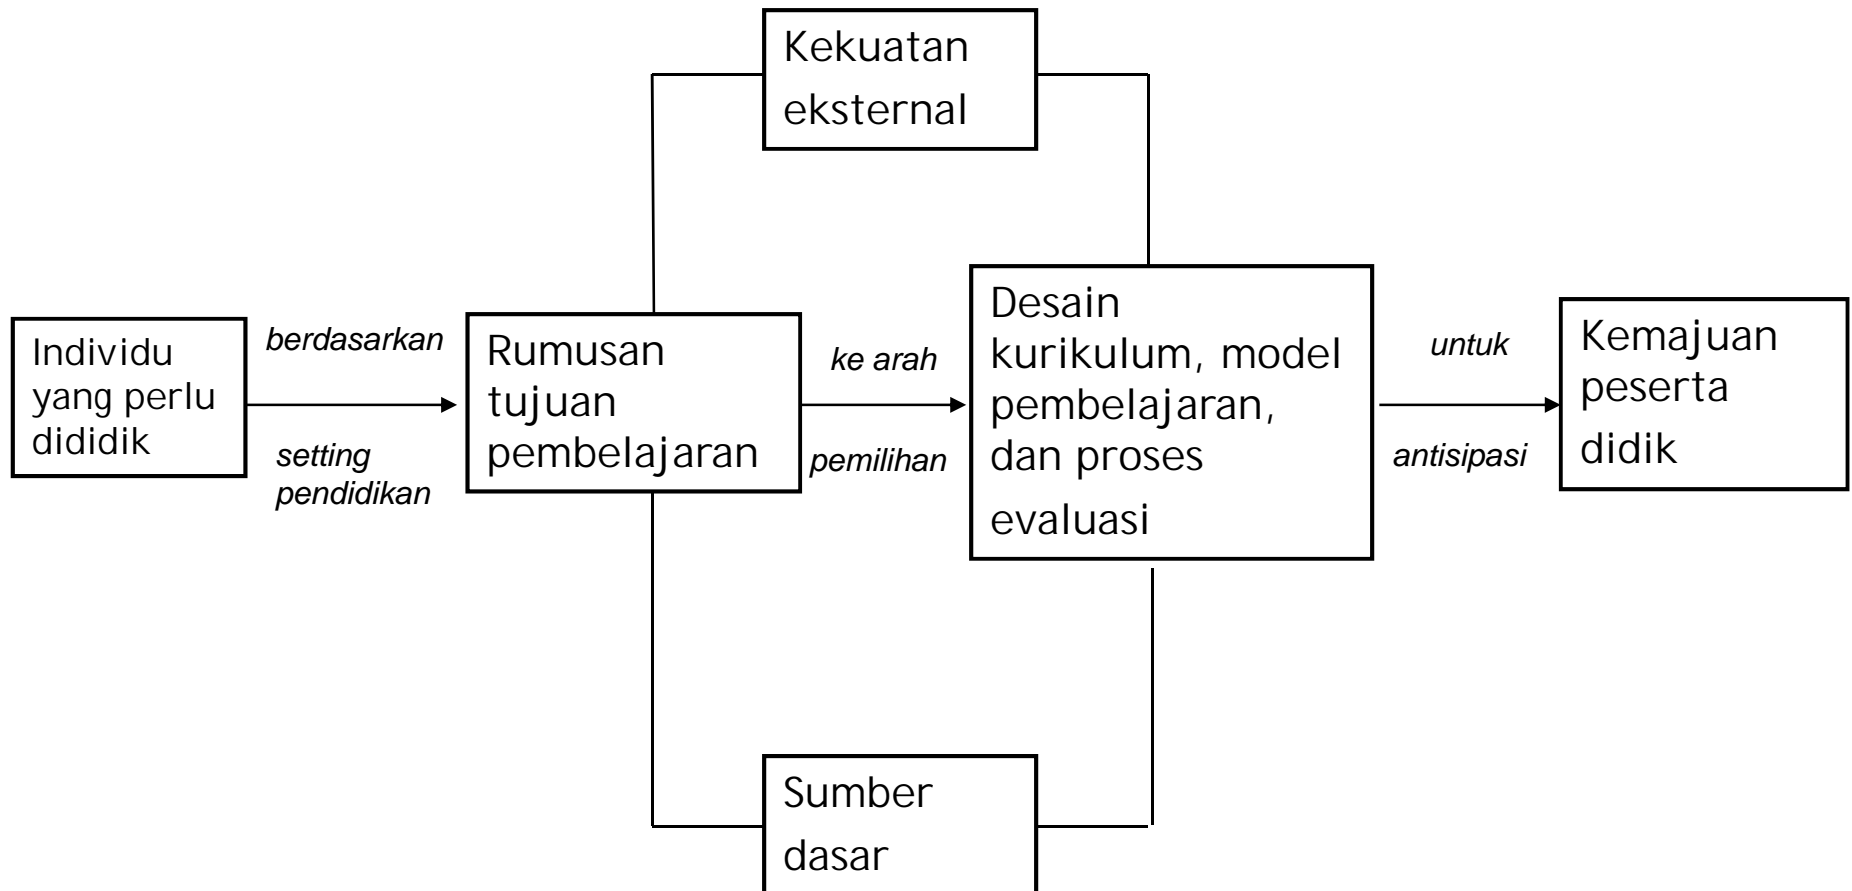 Kekuatan
eksternal
Individu
yang perlu
dididik
berdasarkan
setting
pendidikan
Rumusan
tujuan
pembelajaran
ke arah
pemilihan
Desain
kurikulum, model
pembelajaran,
dan proses
evaluasi
untuk
antisipasi
Kemajuan
peserta
didik
Sumber
dasar